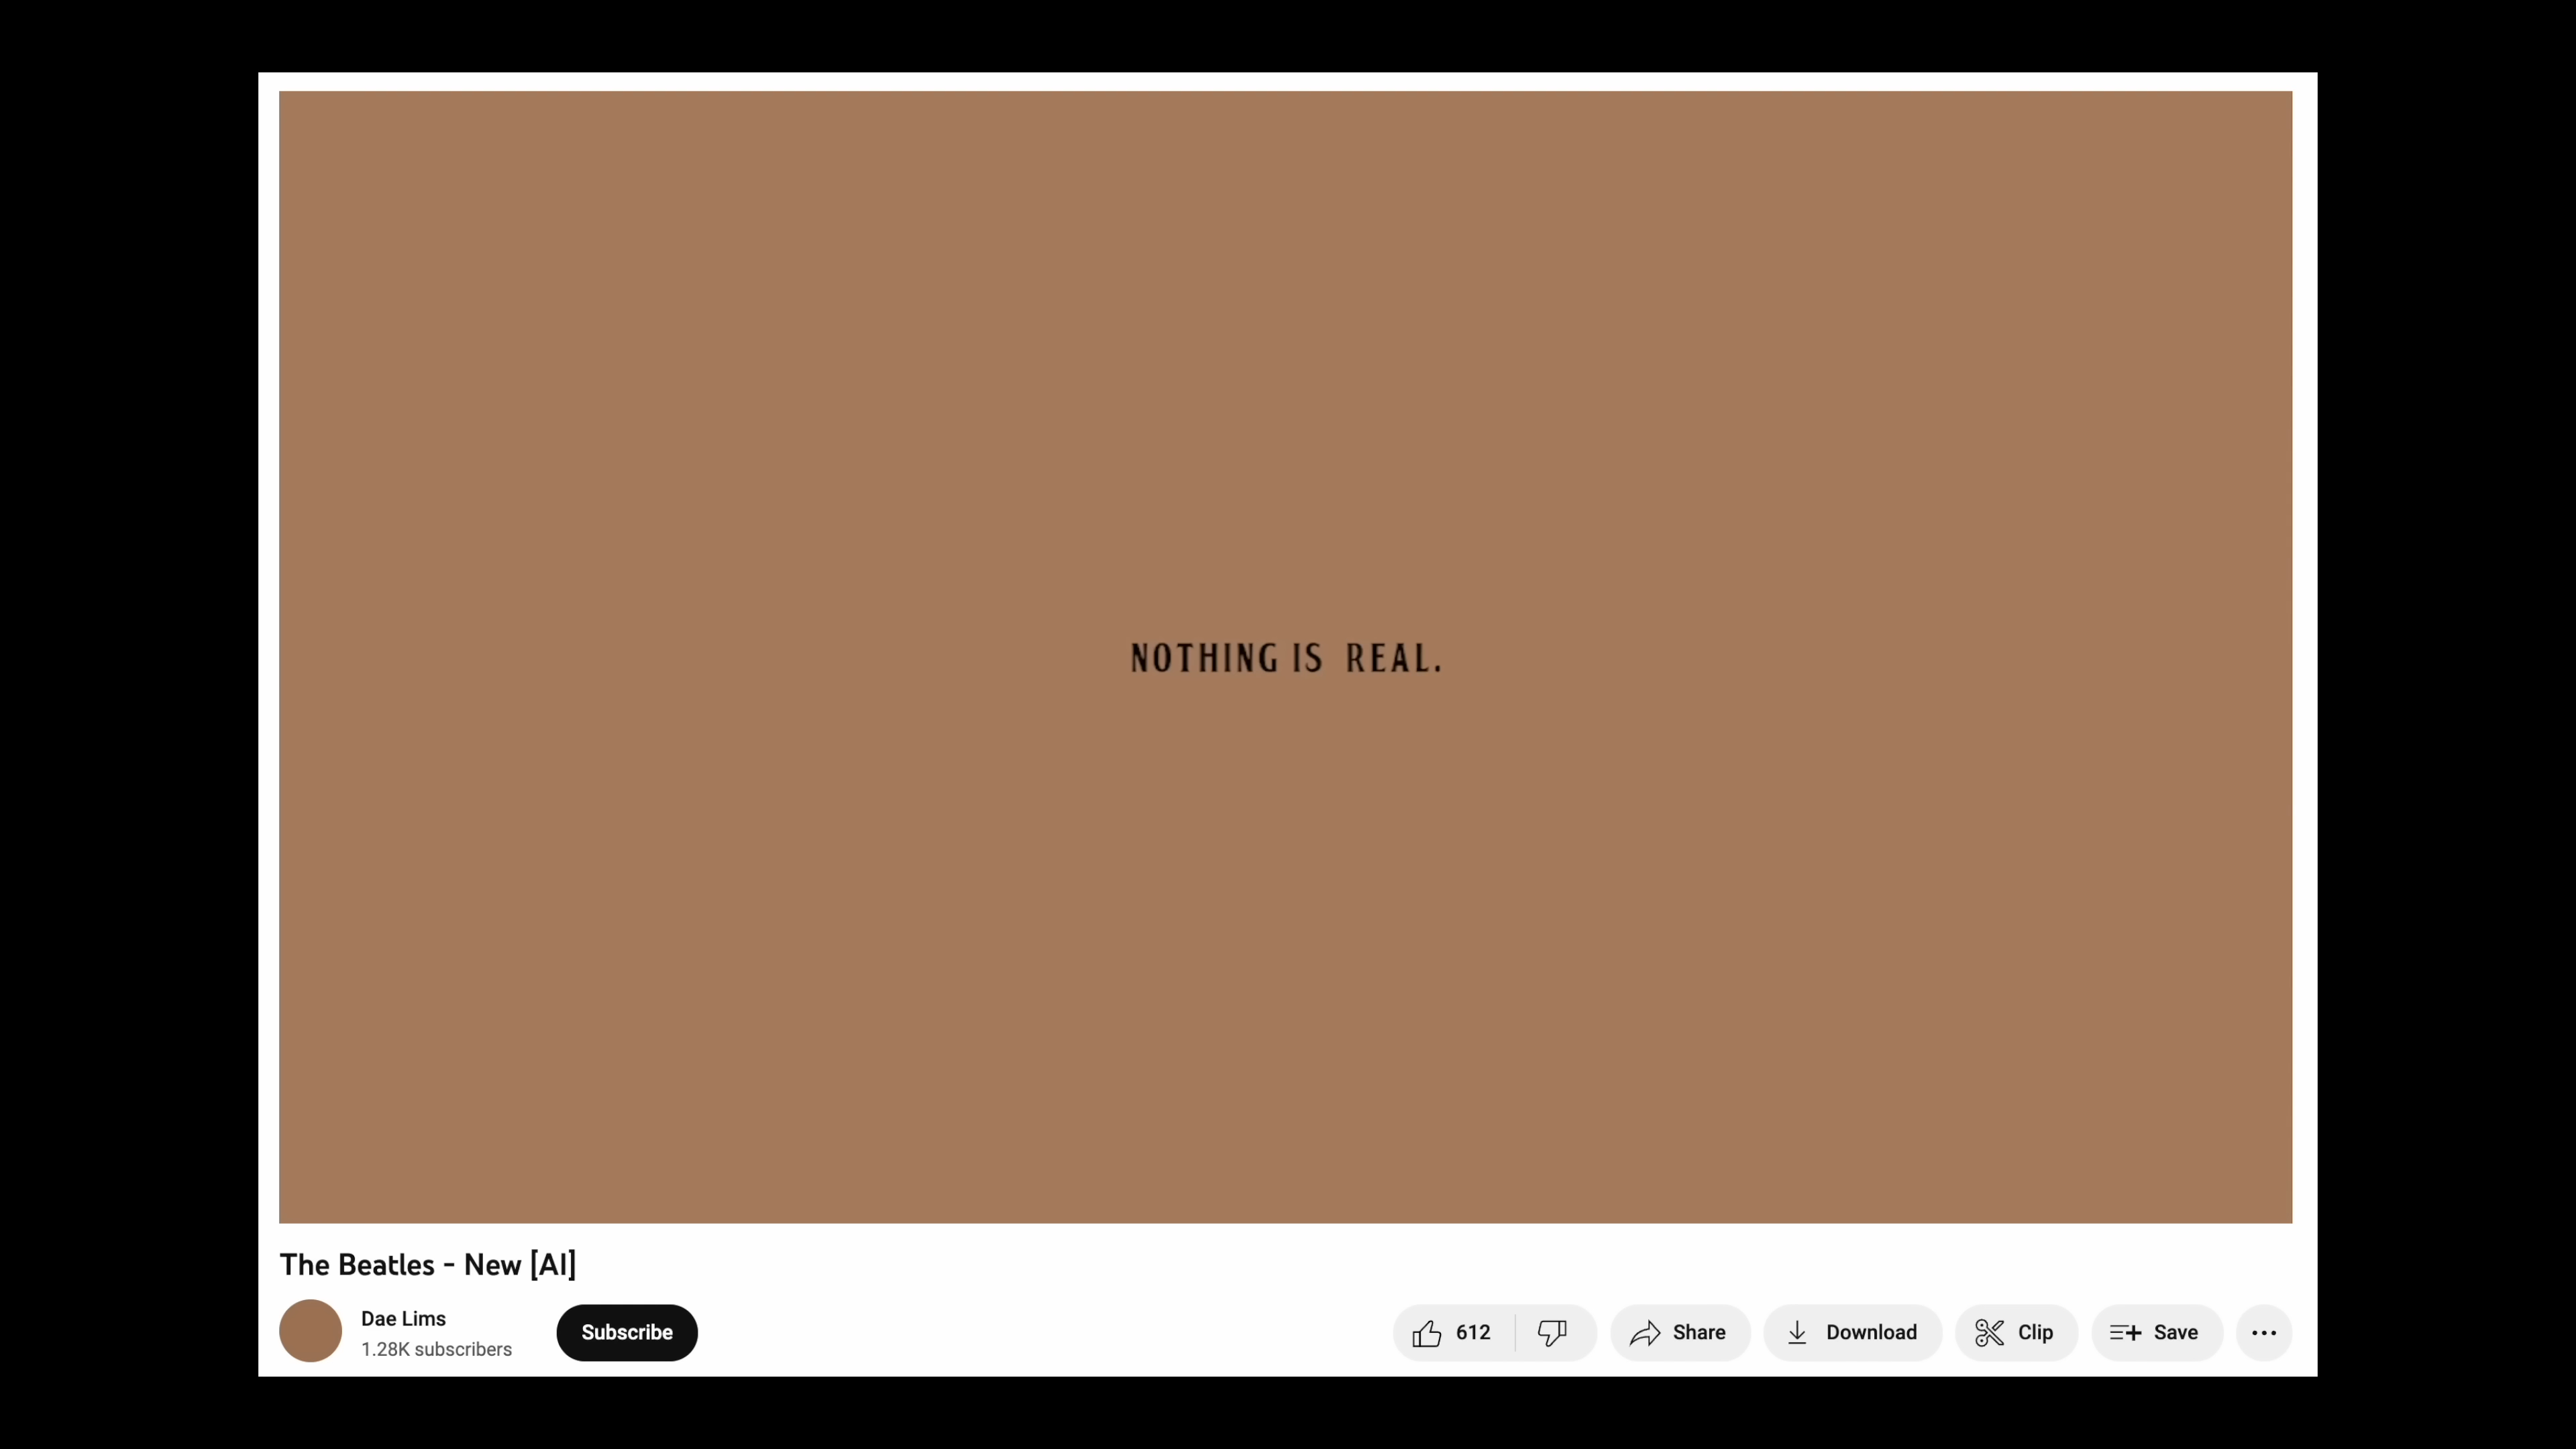 NOTHING IS REAL.
The Beatles - New [AI]
Dae Lims
1.28K subscribers
Subscribe
612
Share
Download
Clip
Save